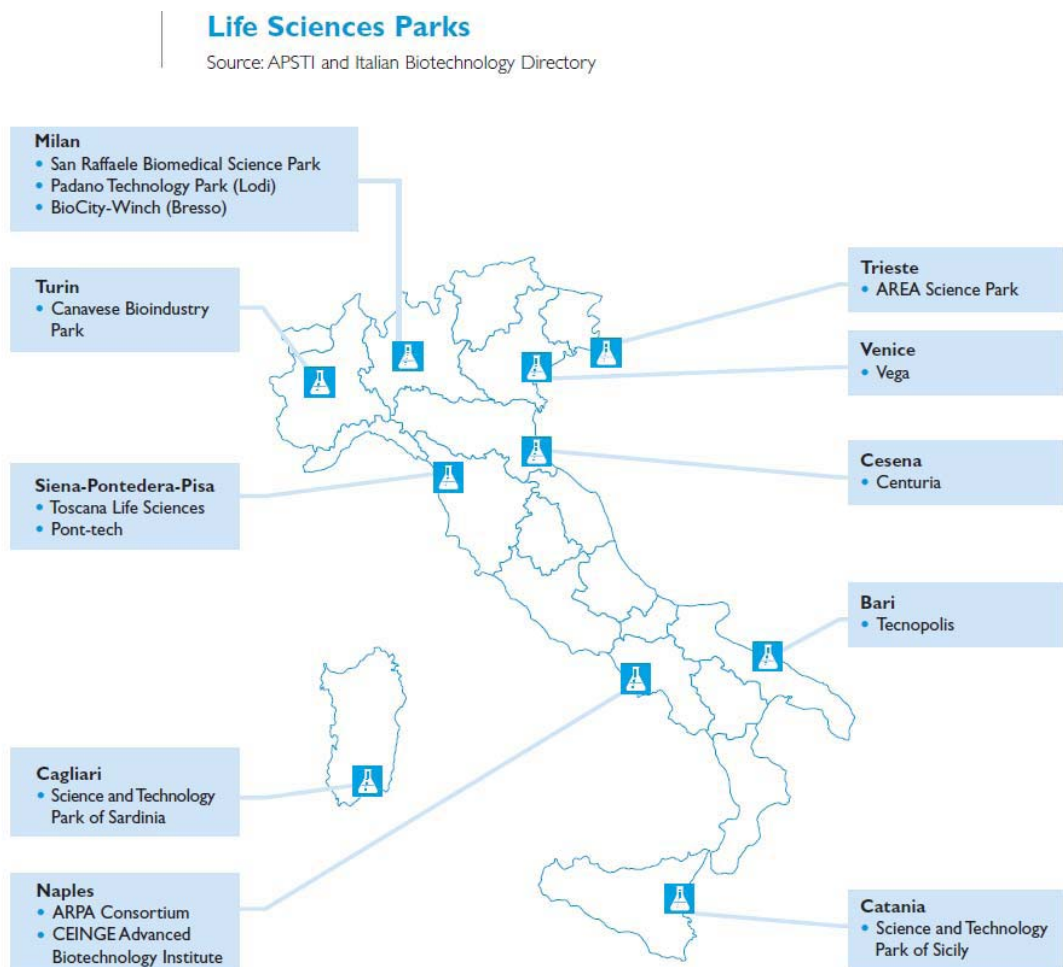 Life Sciences Parks
Source: APSTI and Italian Biotechnology Directory
Milan
• San Raffaele Biomedical Science Park
• Padano Technology Park (Lodi)
• BioCity-Winch (Bresso)
Turin
• Canavese Bioindustry
Park
Siena-Pontedera-Pisa
• Toscana Life Sciences
• Pont-tech
Cagliari
• Science and Technology
Park of Sardinia
Naples
• ARPA Consortium
• CEINGE Advanced
Biotechnology Institute
Trieste
• AREA Science Park
Venice
• Vega
Cesena
• Centuria
Bari
• Tecnopolis
Catania
• Science and Technology
Park of Sicily